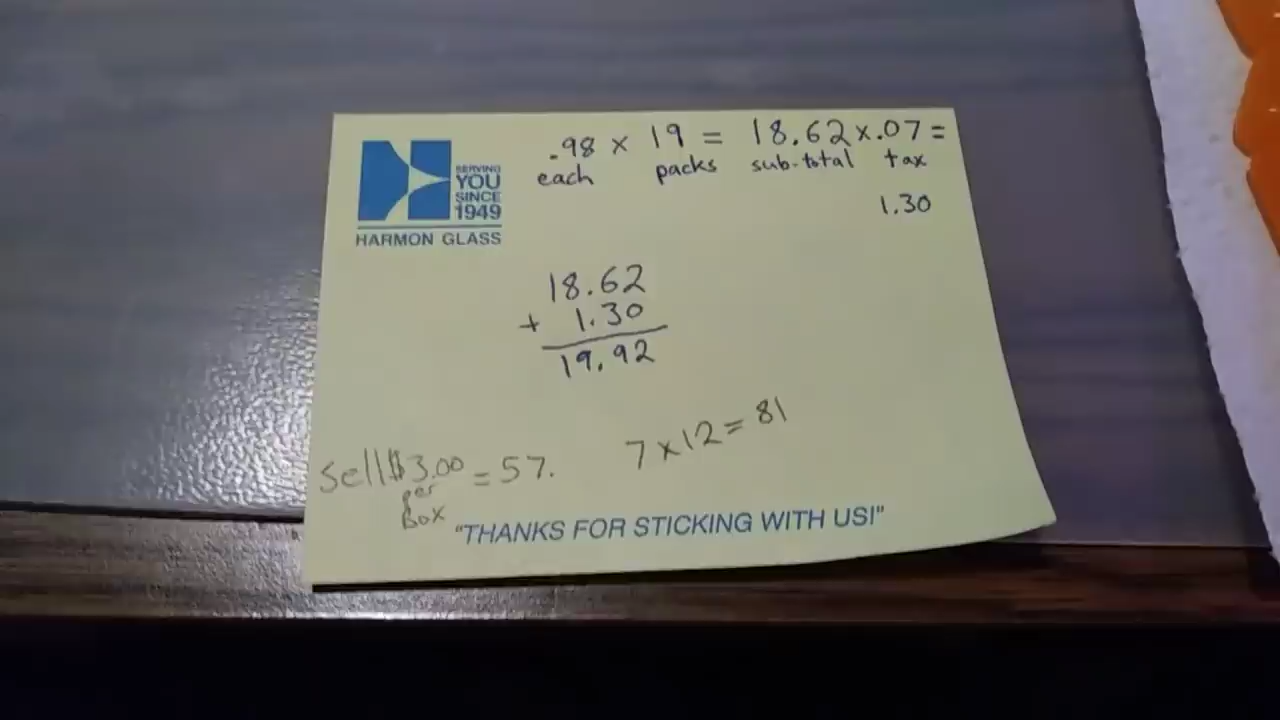 .98 x 19 = 18.62 x .07 =
each packs sub-total tax
1.30
SERVING
YOU
SINCE
1949
HARMON GLASS
18.62
+ 1.30
19.92
7 x 12 = 81
Sell $3.00 = 57.
per
Box
"THANKS FOR STICKING WITH US!"